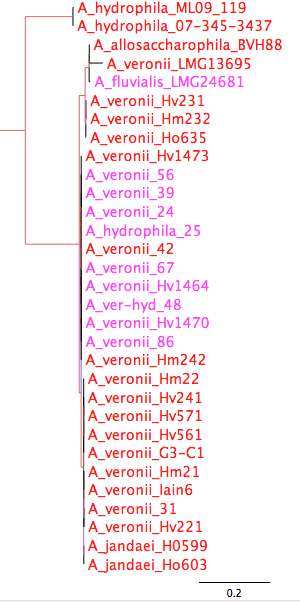 A_hydrophila_ML09_119
A_hydrophila_07-345-3437
A_allosaccharophila_BVH88
A_veronii_LMG13695
A_fluvialis_LMG24681
A_veronii_Hv231
A_veronii_Hm232
A_veronii_Ho635
A_veronii_Hv1473
A_veronii_56
A_veronii_39
A_veronii_24
A_hydrophila_25
A_veronii_42
A_veronii_67
A_veronii_Hv1464
A_ver-hyd_48
A_veronii_Hv1470
A_veronii_86
A_veronii_Hm242
A_veronii_Hm22
A_veronii_Hv241
A_veronii_Hv571
A_veronii_Hv561
A_veronii_G3-C1
A_veronii_Hm21
A_veronii_lain6
A_veronii_31
A_veronii_Hv221
A_jandaei_H0599
A_jandaei_Ho603
0.2